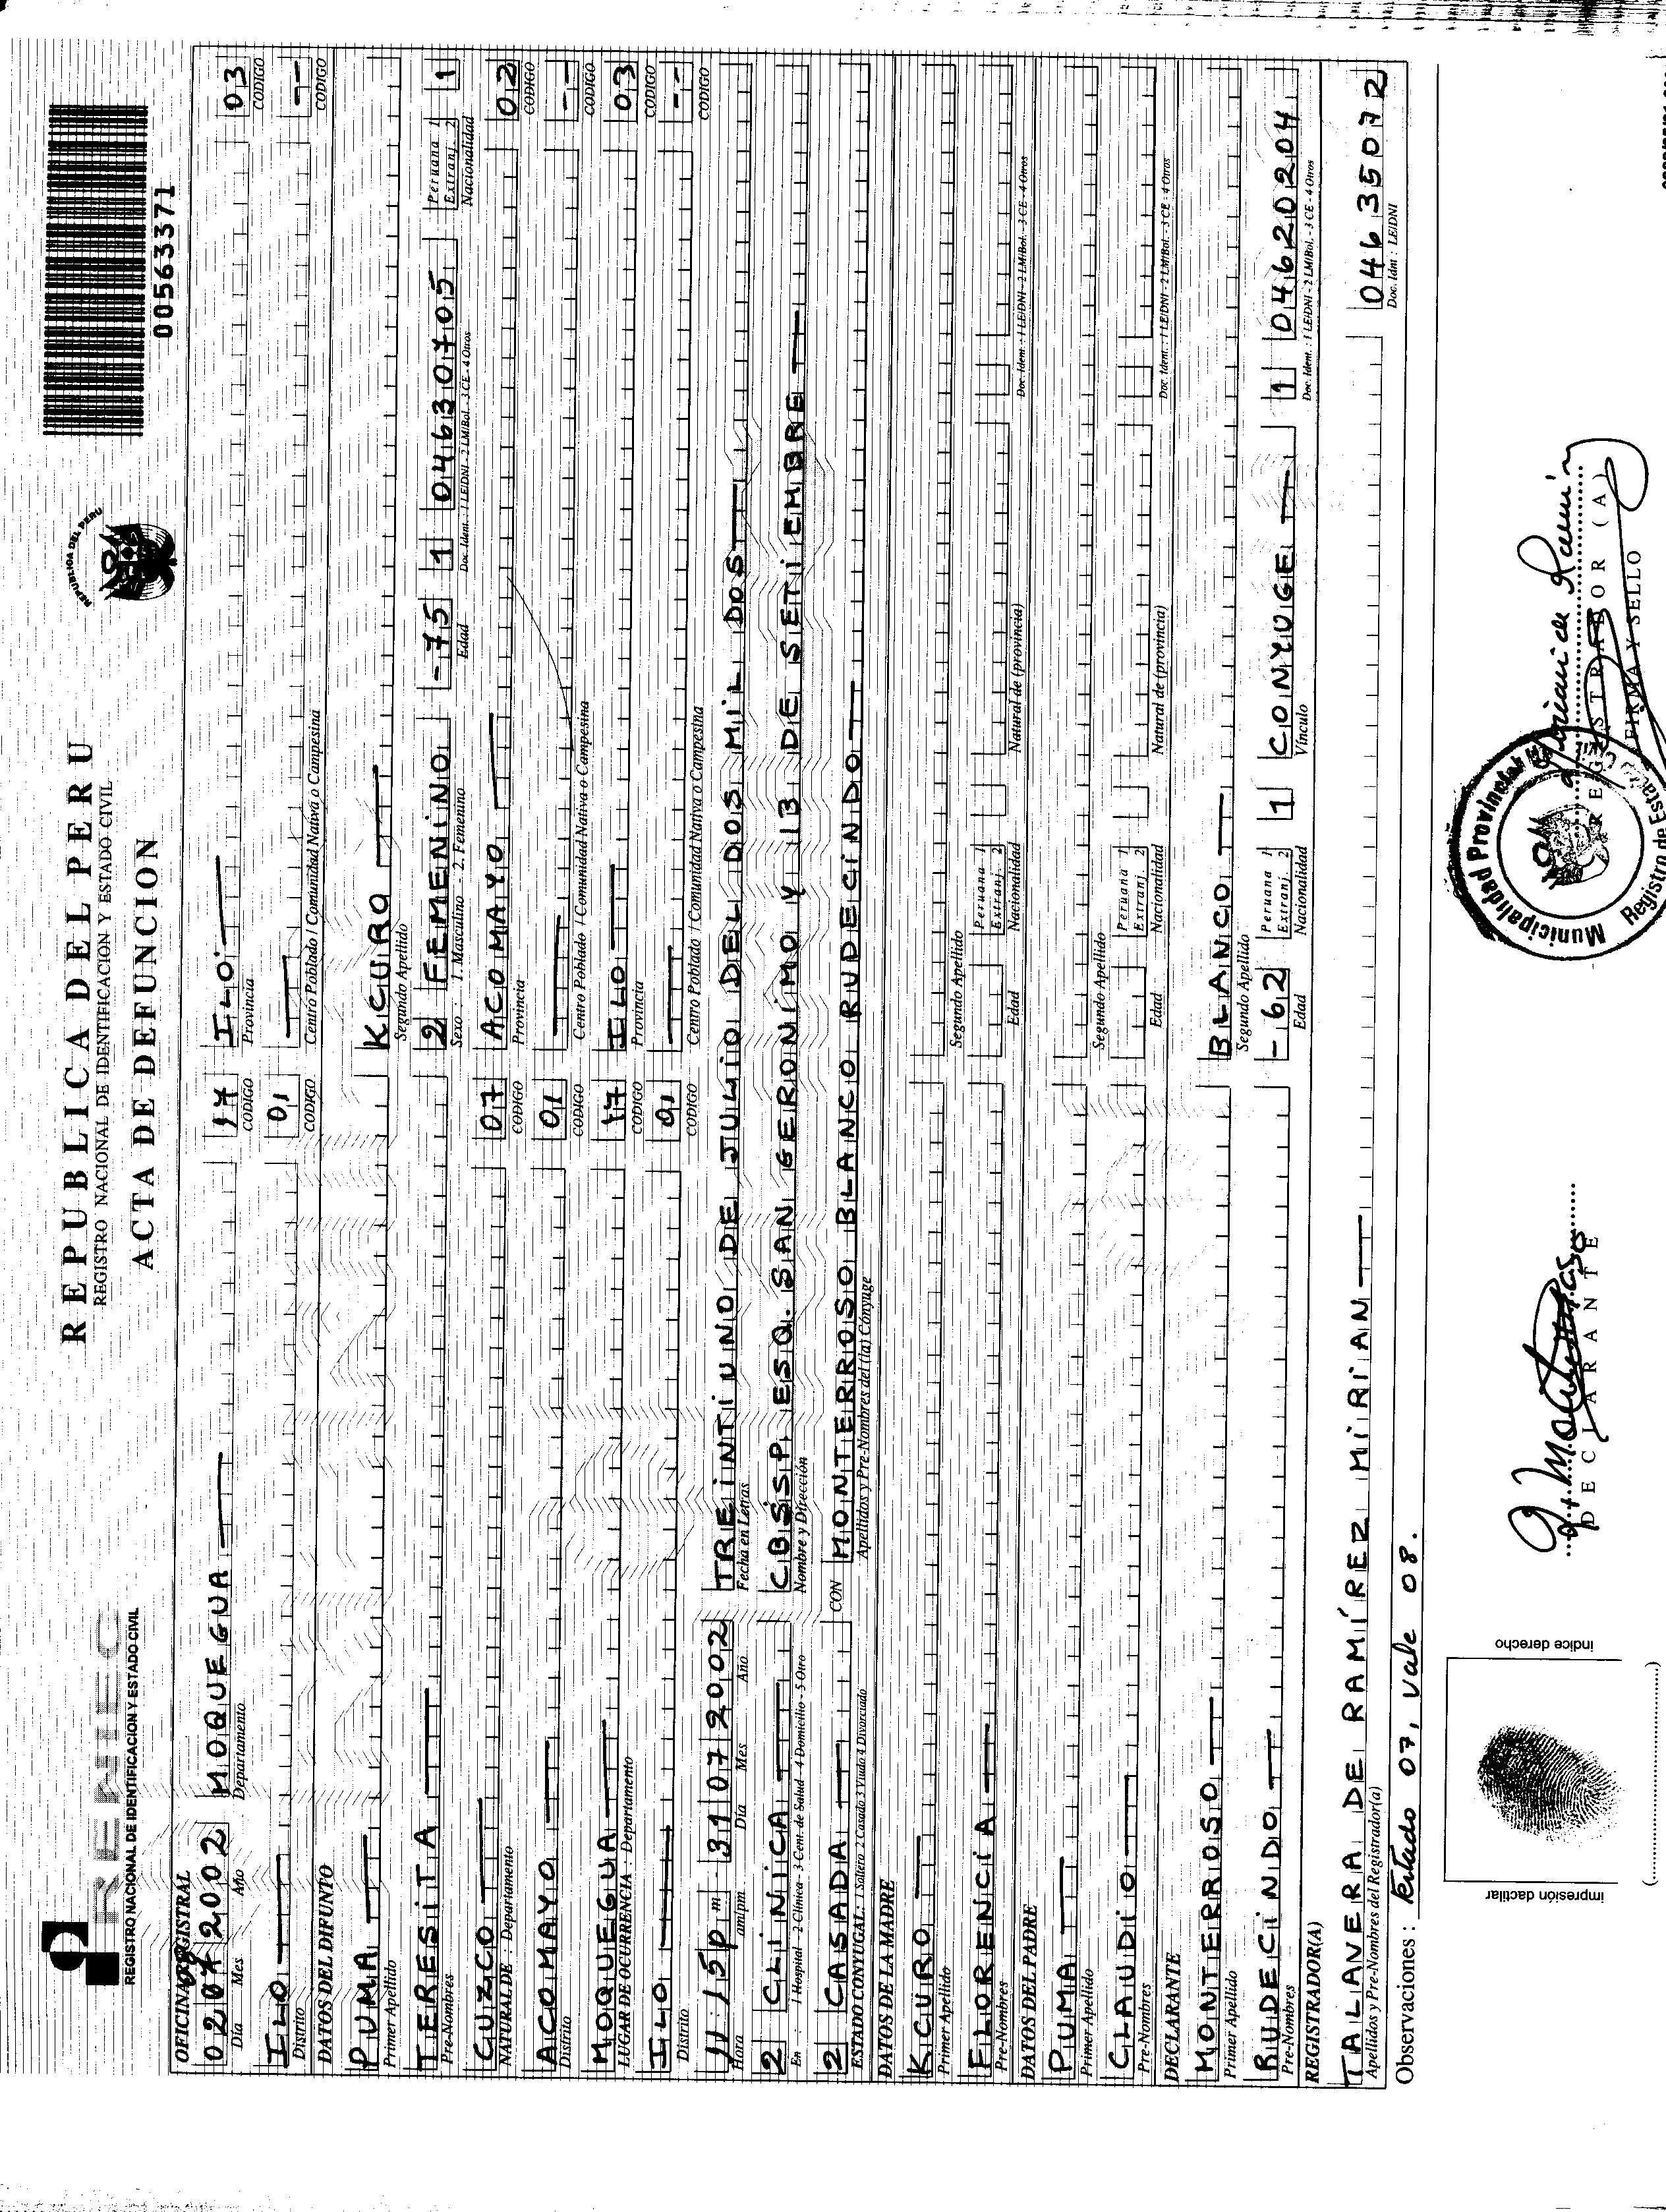 RENIEC
REGISTRO NACIONAL DE IDENTIFICACION Y ESTADO CIVIL
REPUBLICA DEL PERU
REGISTRO NACIONAL DE IDENTIFICACION Y ESTADO CIVIL
ACTA DE DEFUNCION
REPUBLICA DEL PERU
00563371
OFICINA REGISTRAL
02 2002 MOQUEGUA 17 ILO 03
Día Mes Año Departamento CODIGO Provincia CODIGO
ILO 01 --
Distrito CODIGO Centro Poblado / Comunidad Nativa o Campesina CODIGO
DATOS DEL DIFUNTO
PUMA KCURO
Primer Apellido Segundo Apellido
TERESITA 2 FEMENINO -75 1 04630705 Peruana 1 Extranj. 2 1
Pre-Nombres Sexo : 1. Masculino - 2. Femenino Edad Doc. Ident. : 1 LE/DNI - 2 LM/Bol. - 3 CE - 4 Otros Nacionalidad
CUZCO 07 ACOMAYO 02
NATURAL DE : Departamento CODIGO Provincia CODIGO
ACOMAYO 01 --
Distrito CODIGO Centro Poblado / Comunidad Nativa o Campesina CODIGO
MOQUEGUA 17 ILO 03
LUGAR DE OCURRENCIA : Departamento CODIGO Provincia CODIGO
ILO 01 --
Distrito CODIGO Centro Poblado / Comunidad Nativa o Campesina CODIGO
11:15 pm 31 07 2002 TREINTIUNO DE JULIO DEL DOS MIL DOS
Hora am/pm Día Mes Año Fecha en Letras
2 CLINICA CBSSP. ESQ. SAN GERONIMO Y 13 DE SETIEMBRE
En : 1 Hospital - 2 Clínica - 3 Cent. de Salud - 4 Domicilio - 5 Otro Nombre y Dirección
2 CASADA CON MONTERROSO BLANCO RUDECINDO
ESTADO CONYUGAL: 1 Soltero 2 Casado 3 Viudo 4 Divorciado Apellidos y Pre-Nombres del (la) Cónyuge
DATOS DE LA MADRE
KCURO
Primer Apellido Segundo Apellido
FLORENCIA Peruana 1 Extranj. 2
Pre-Nombres Edad Nacionalidad Natural de (provincia) Doc. Ident. : 1 LE/DNI - 2 LM/Bol. - 3 CE - 4 Otros
DATOS DEL PADRE
PUMA
Primer Apellido Segundo Apellido
CLAUDIO Peruana 1 Extranj. 2
Pre-Nombres Edad Nacionalidad Natural de (provincia) Doc. Ident. : 1 LE/DNI - 2 LM/Bol. - 3 CE - 4 Otros
DECLARANTE
MONTERROSO BLANCO
Primer Apellido Segundo Apellido
RUDECINDO -62 Peruana 1 Extranj. 2 1 CONYUGE 1 04620204
Pre-Nombres Edad Nacionalidad Vínculo Doc. Ident. : 1 LE/DNI - 2 LM/Bol. - 3 CE - 4 Otros
REGISTRADOR(A)
TALAVERA DE RAMÍREZ MIRIAN 04635072
Apellidos y Pre-Nombres del Registrador(a) Doc. Idnt : LE/DNI
Observaciones : 07, vale 08.
impresión dactilar
índice derecho
DECLARANTE
Municipalidad Provincial
Registro de Esta
REGISTRADOR (A)
FIRMA Y SELLO